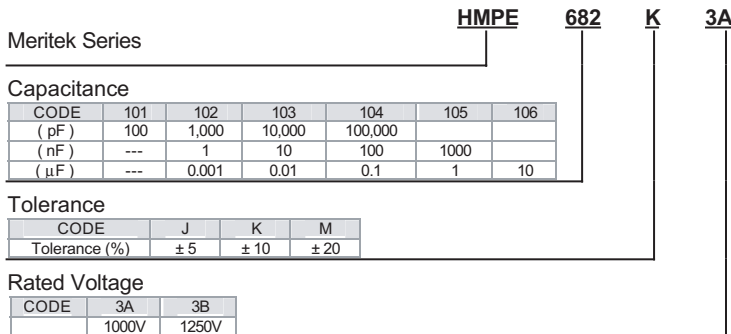 HMPE 682 K 3A
Meritek Series
Capacitance
CODE 101 102 103 104 105 106
( pF ) 100 1,000 10,000 100,000
( nF ) --- 1 10 100 1000
( μF ) --- 0.001 0.01 0.1 1 10
Tolerance
CODE J K M
Tolerance (%) ± 5 ± 10 ± 20
Rated Voltage
CODE 3A 3B
1000V 1250V